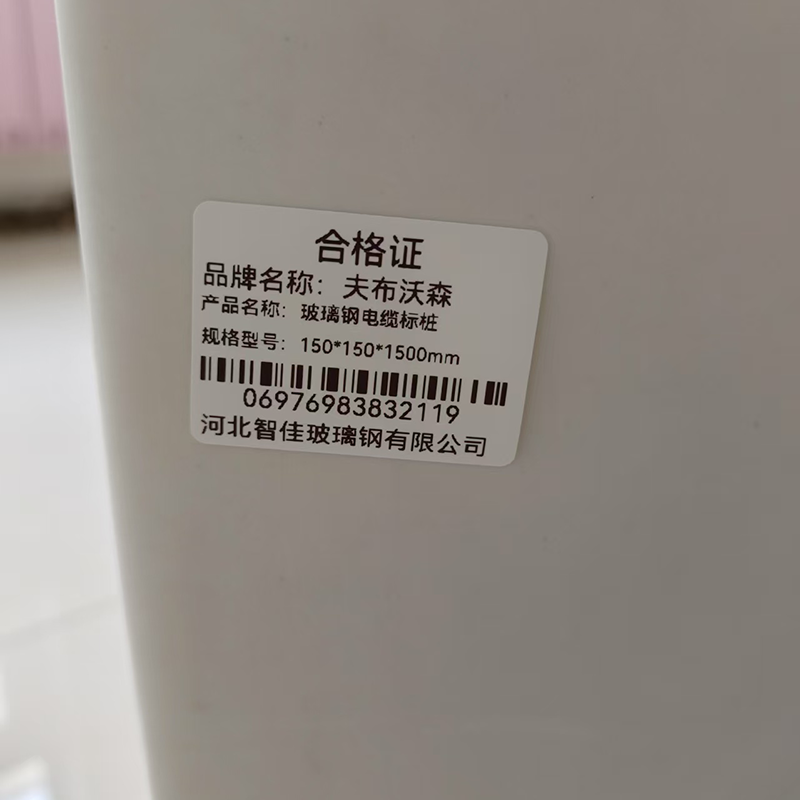 合格证
品牌名称：夫布沃森
产品名称：玻璃钢电缆标桩
规格型号：150*150*1500mm
06976983832119
河北智佳玻璃钢有限公司